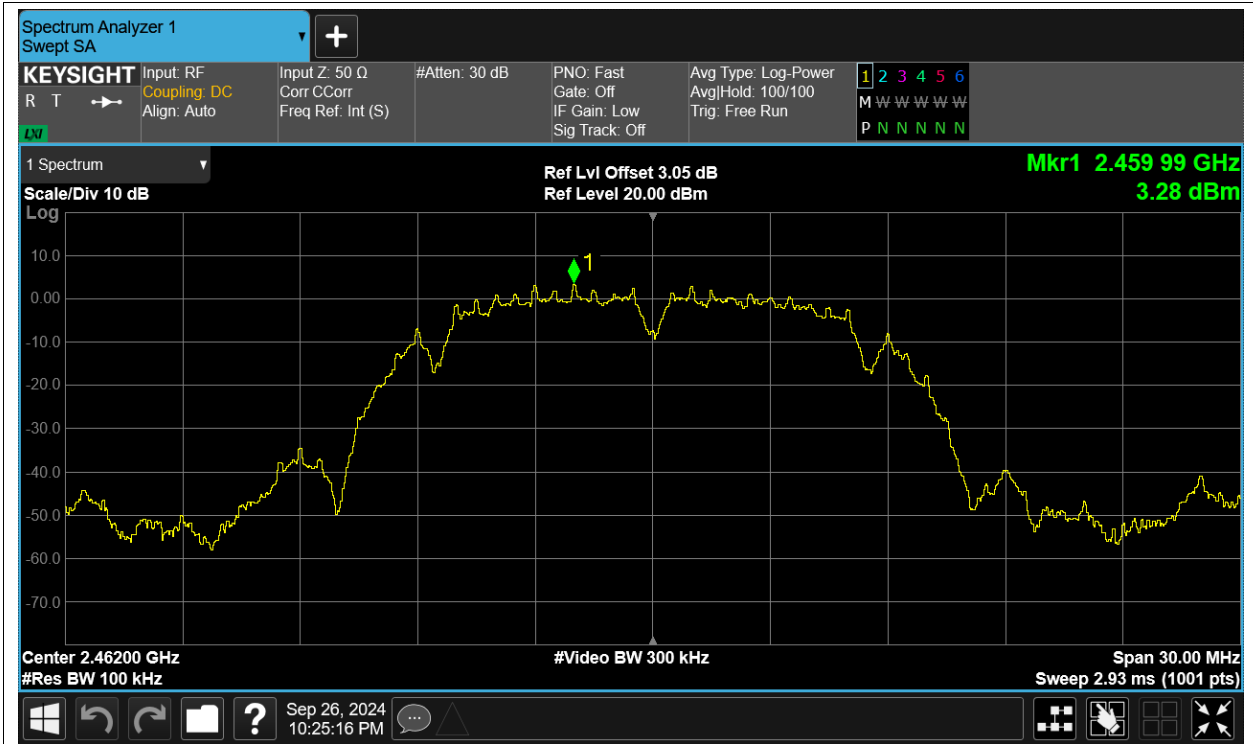 Spectrum Analyzer 1
Swept SA
KEYSIGHT
R T
LXI
Input: RF
Coupling: DC
Align: Auto
Input Z: 50 Ω
Corr CCorr
Freq Ref: Int (S)
#Atten: 30 dB
PNO: Fast
Gate: Off
IF Gain: Low
Sig Track: Off
Avg Type: Log-Power
Avg|Hold: 100/100
Trig: Free Run
1 2 3 4 5 6
M W W W W W
P N N N N N
1 Spectrum
Scale/Div 10 dB
Log
Ref Lvl Offset 3.05 dB
Ref Level 20.00 dBm
Mkr1 2.459 99 GHz
3.28 dBm
1
10.0
0.00
-10.0
-20.0
-30.0
-40.0
-50.0
-60.0
-70.0
Center 2.46200 GHz
#Res BW 100 kHz
#Video BW 300 kHz
Span 30.00 MHz
Sweep 2.93 ms (1001 pts)
?
Sep 26, 2024
10:25:16 PM